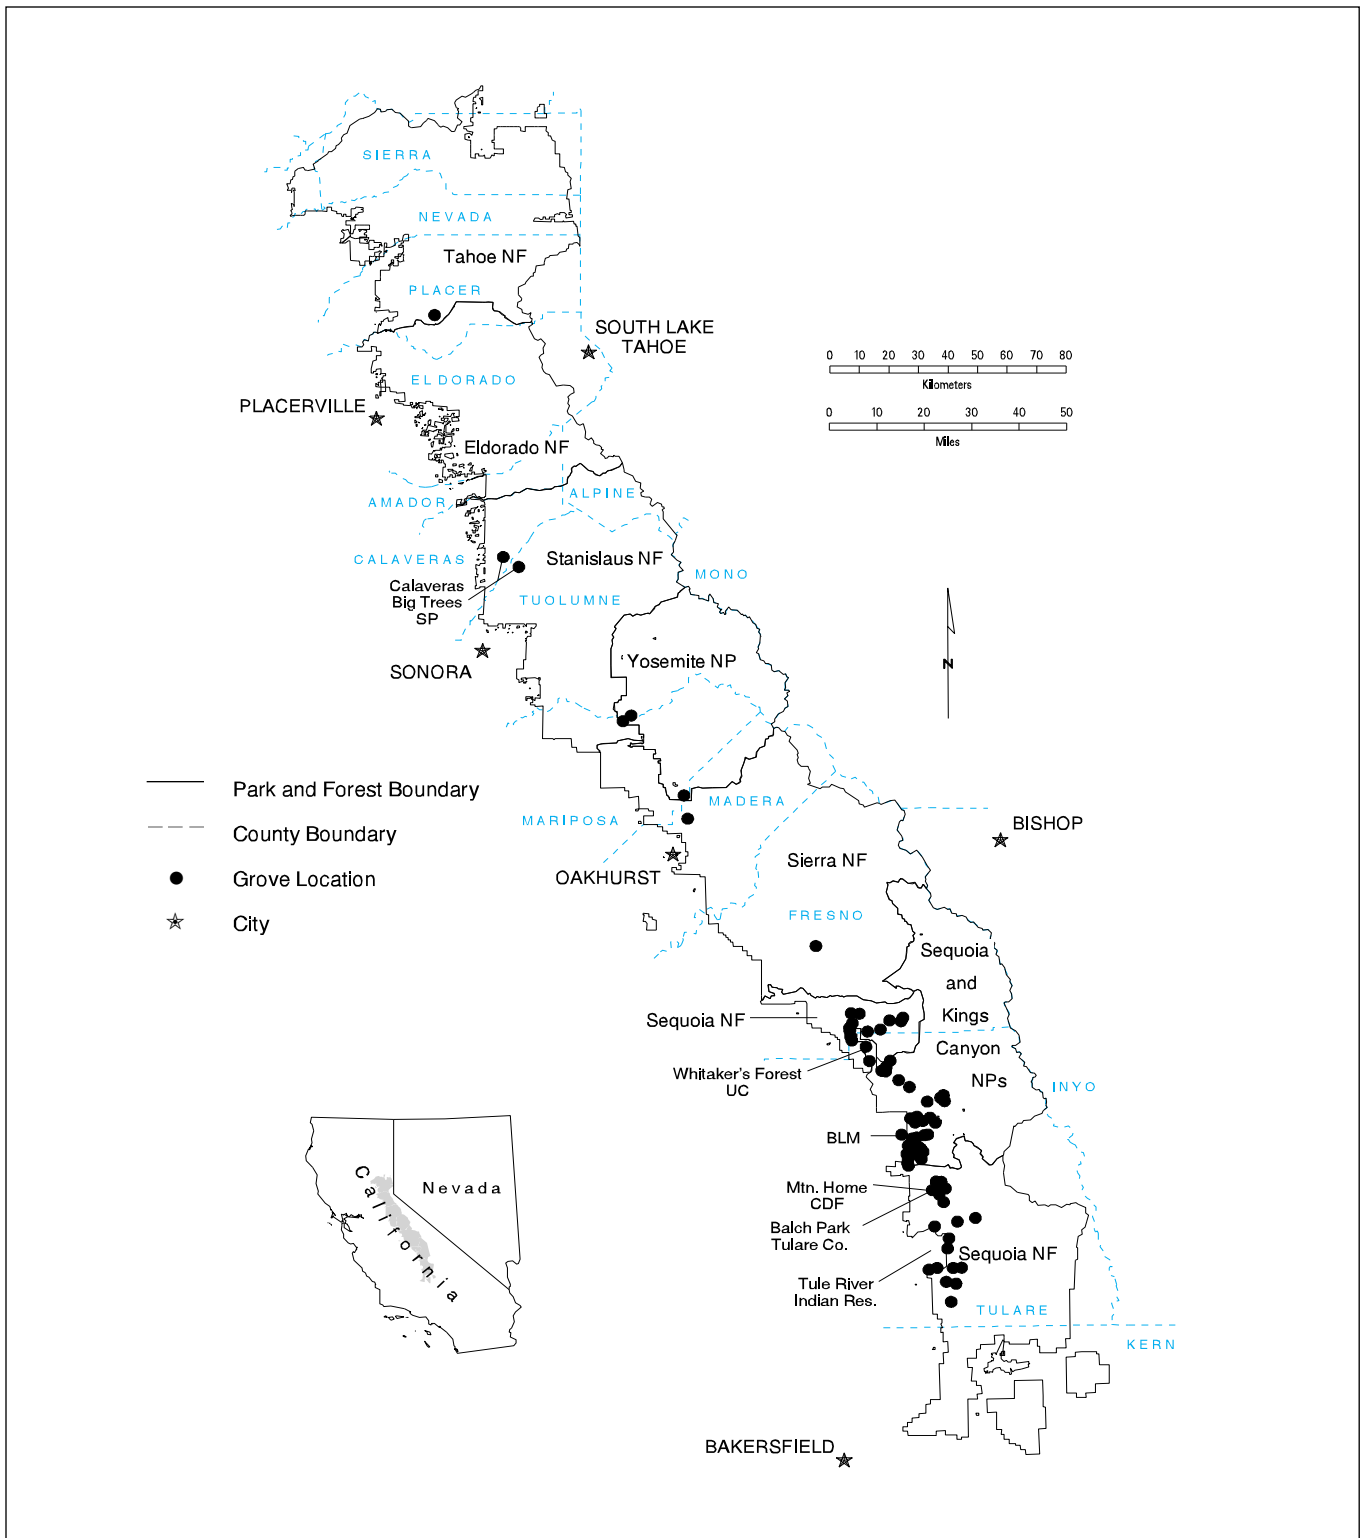 SIERRA
NEVADA
Tahoe NF
PLACER
SOUTH LAKE
TAHOE
0 10 20 30 40 50 60 70 80
Kilometers
EL DORADO
PLACERVILLE
0 10 20 30 40 50
Miles
Eldorado NF
AMADOR
ALPINE
CALAVERAS
Stanislaus NF
MONO
Calaveras
Big Trees
SP
TUOLUMNE
SONORA
Yosemite NP
N
Park and Forest Boundary
MADERA
MARIPOSA
County Boundary
BISHOP
Grove Location
OAKHURST
Sierra NF
City
FRESNO
Sequoia
and
Kings
Canyon
NPs
Sequoia NF
Whitaker's Forest
UC
INYO
BLM
California
Nevada
Mtn. Home
CDF
Balch Park
Tulare Co.
Sequoia NF
Tule River
Indian Res.
TULARE
KERN
BAKERSFIELD